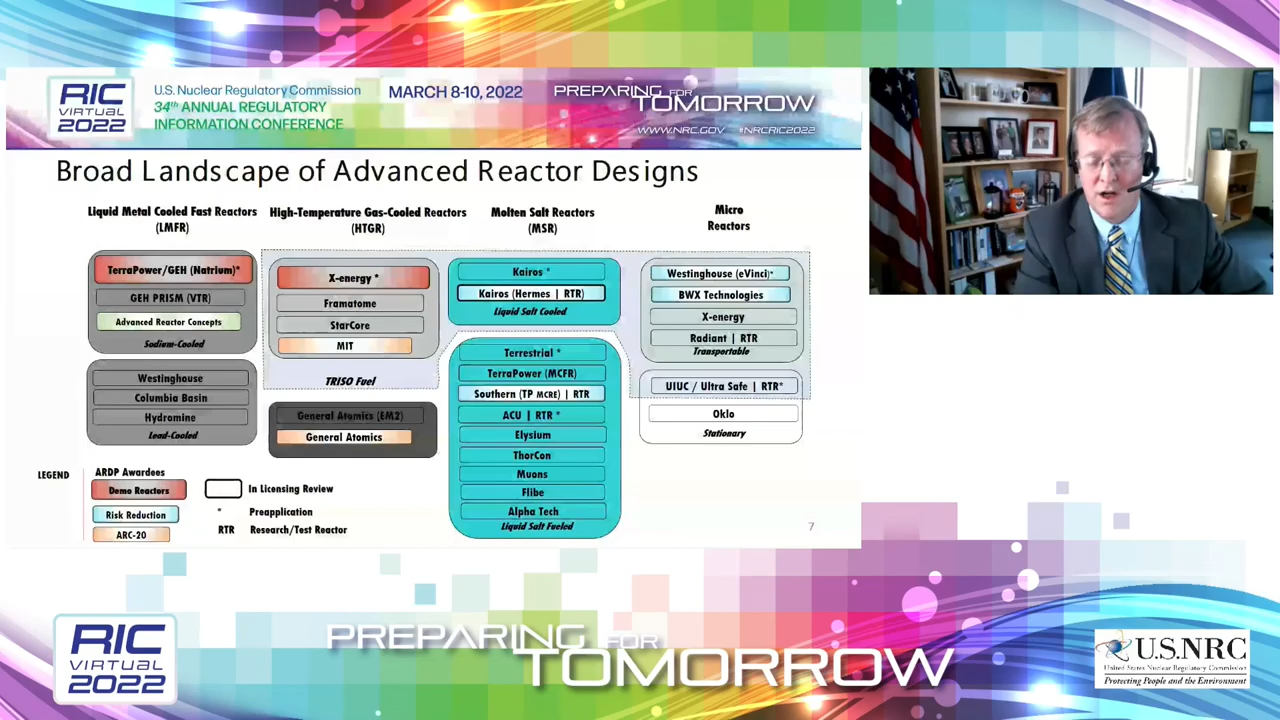 RIC
VIRTUAL
2022
U.S. Nuclear Regulatory Commission
34th ANNUAL REGULATORY
INFORMATION CONFERENCE
MARCH 8-10, 2022
PREPARING FOR
TOMORROW
WWW.NRC.GOV #NRCRIC2022
Broad Landscape of Advanced Reactor Designs
Liquid Metal Cooled Fast Reactors
(LMFR)
TerraPower/GEH (Natrium)*
GEH PRISM (VTR)
Advanced Reactor Concepts
Sodium-Cooled
Westinghouse
Columbia Basin
Hydromine
Lead-Cooled
High-Temperature Gas-Cooled Reactors
(HTGR)
X-energy *
Framatome
StarCore
MIT
TRISO Fuel
General Atomics (EM2)
General Atomics
Molten Salt Reactors
(MSR)
Kairos *
Kairos (Hermes | RTR)
Liquid Salt Cooled
Terrestrial *
TerraPower (MCFR)
Southern (TP MCRE) | RTR
ACU | RTR *
Elysium
ThorCon
Muons
Flibe
Alpha Tech
Liquid Salt Fueled
Micro
Reactors
Westinghouse (eVinci)*
BWX Technologies
X-energy
Radiant | RTR
Transportable
UIUC / Ultra Safe | RTR*
Oklo
Stationary
LEGEND
ARDP Awardees
Demo Reactors
Risk Reduction
ARC-20
In Licensing Review
* Preapplication
RTR Research/Test Reactor
7
RIC
VIRTUAL
2022
PREPARING FOR
TOMORROW
U.S.NRC
United States Nuclear Regulatory Commission
Protecting People and the Environment